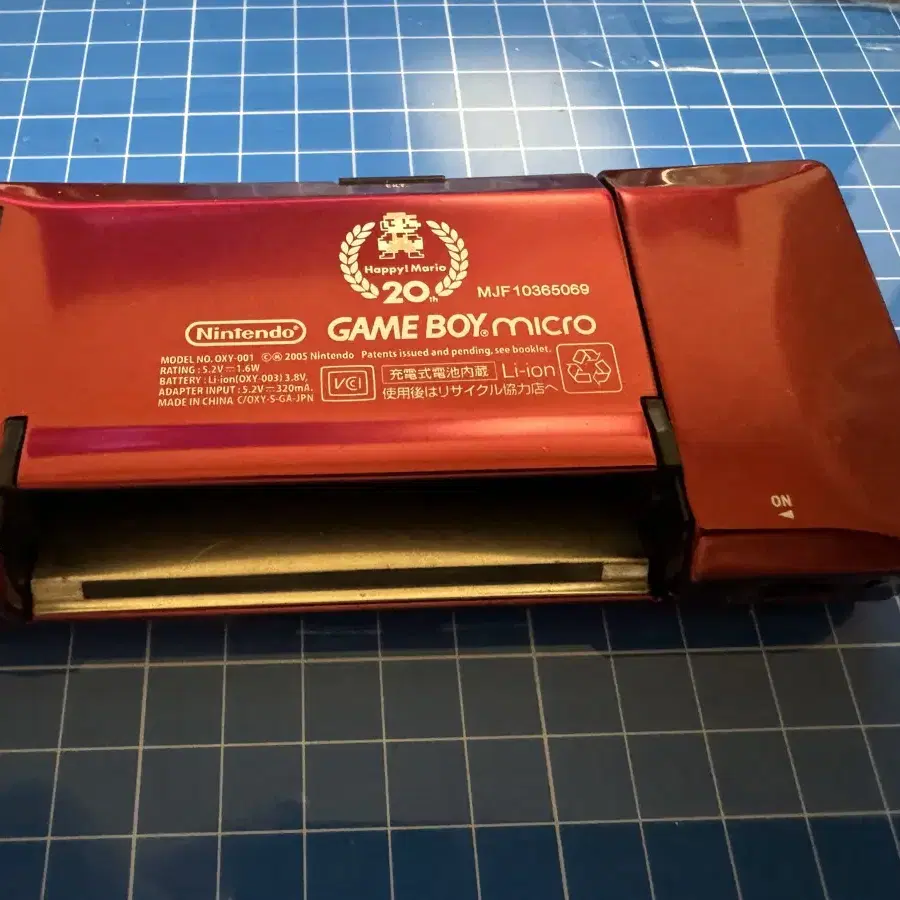 Happy! Mario
20th
MJF10365069
Nintendo
GAME BOY® micro
MODEL NO. OXY-001 ©® 2005 Nintendo Patents issued and pending, see booklet.
RATING : 5.2V⎓1.6W
BATTERY : Li-ion(OXY-003) 3.8V,
ADAPTER INPUT : 5.2V⎓320mA.
MADE IN CHINA C/OXY-S-GA-JPN
VCI
充電式電池内蔵 Li-ion
使用後はリサイクル協力店へ
ON